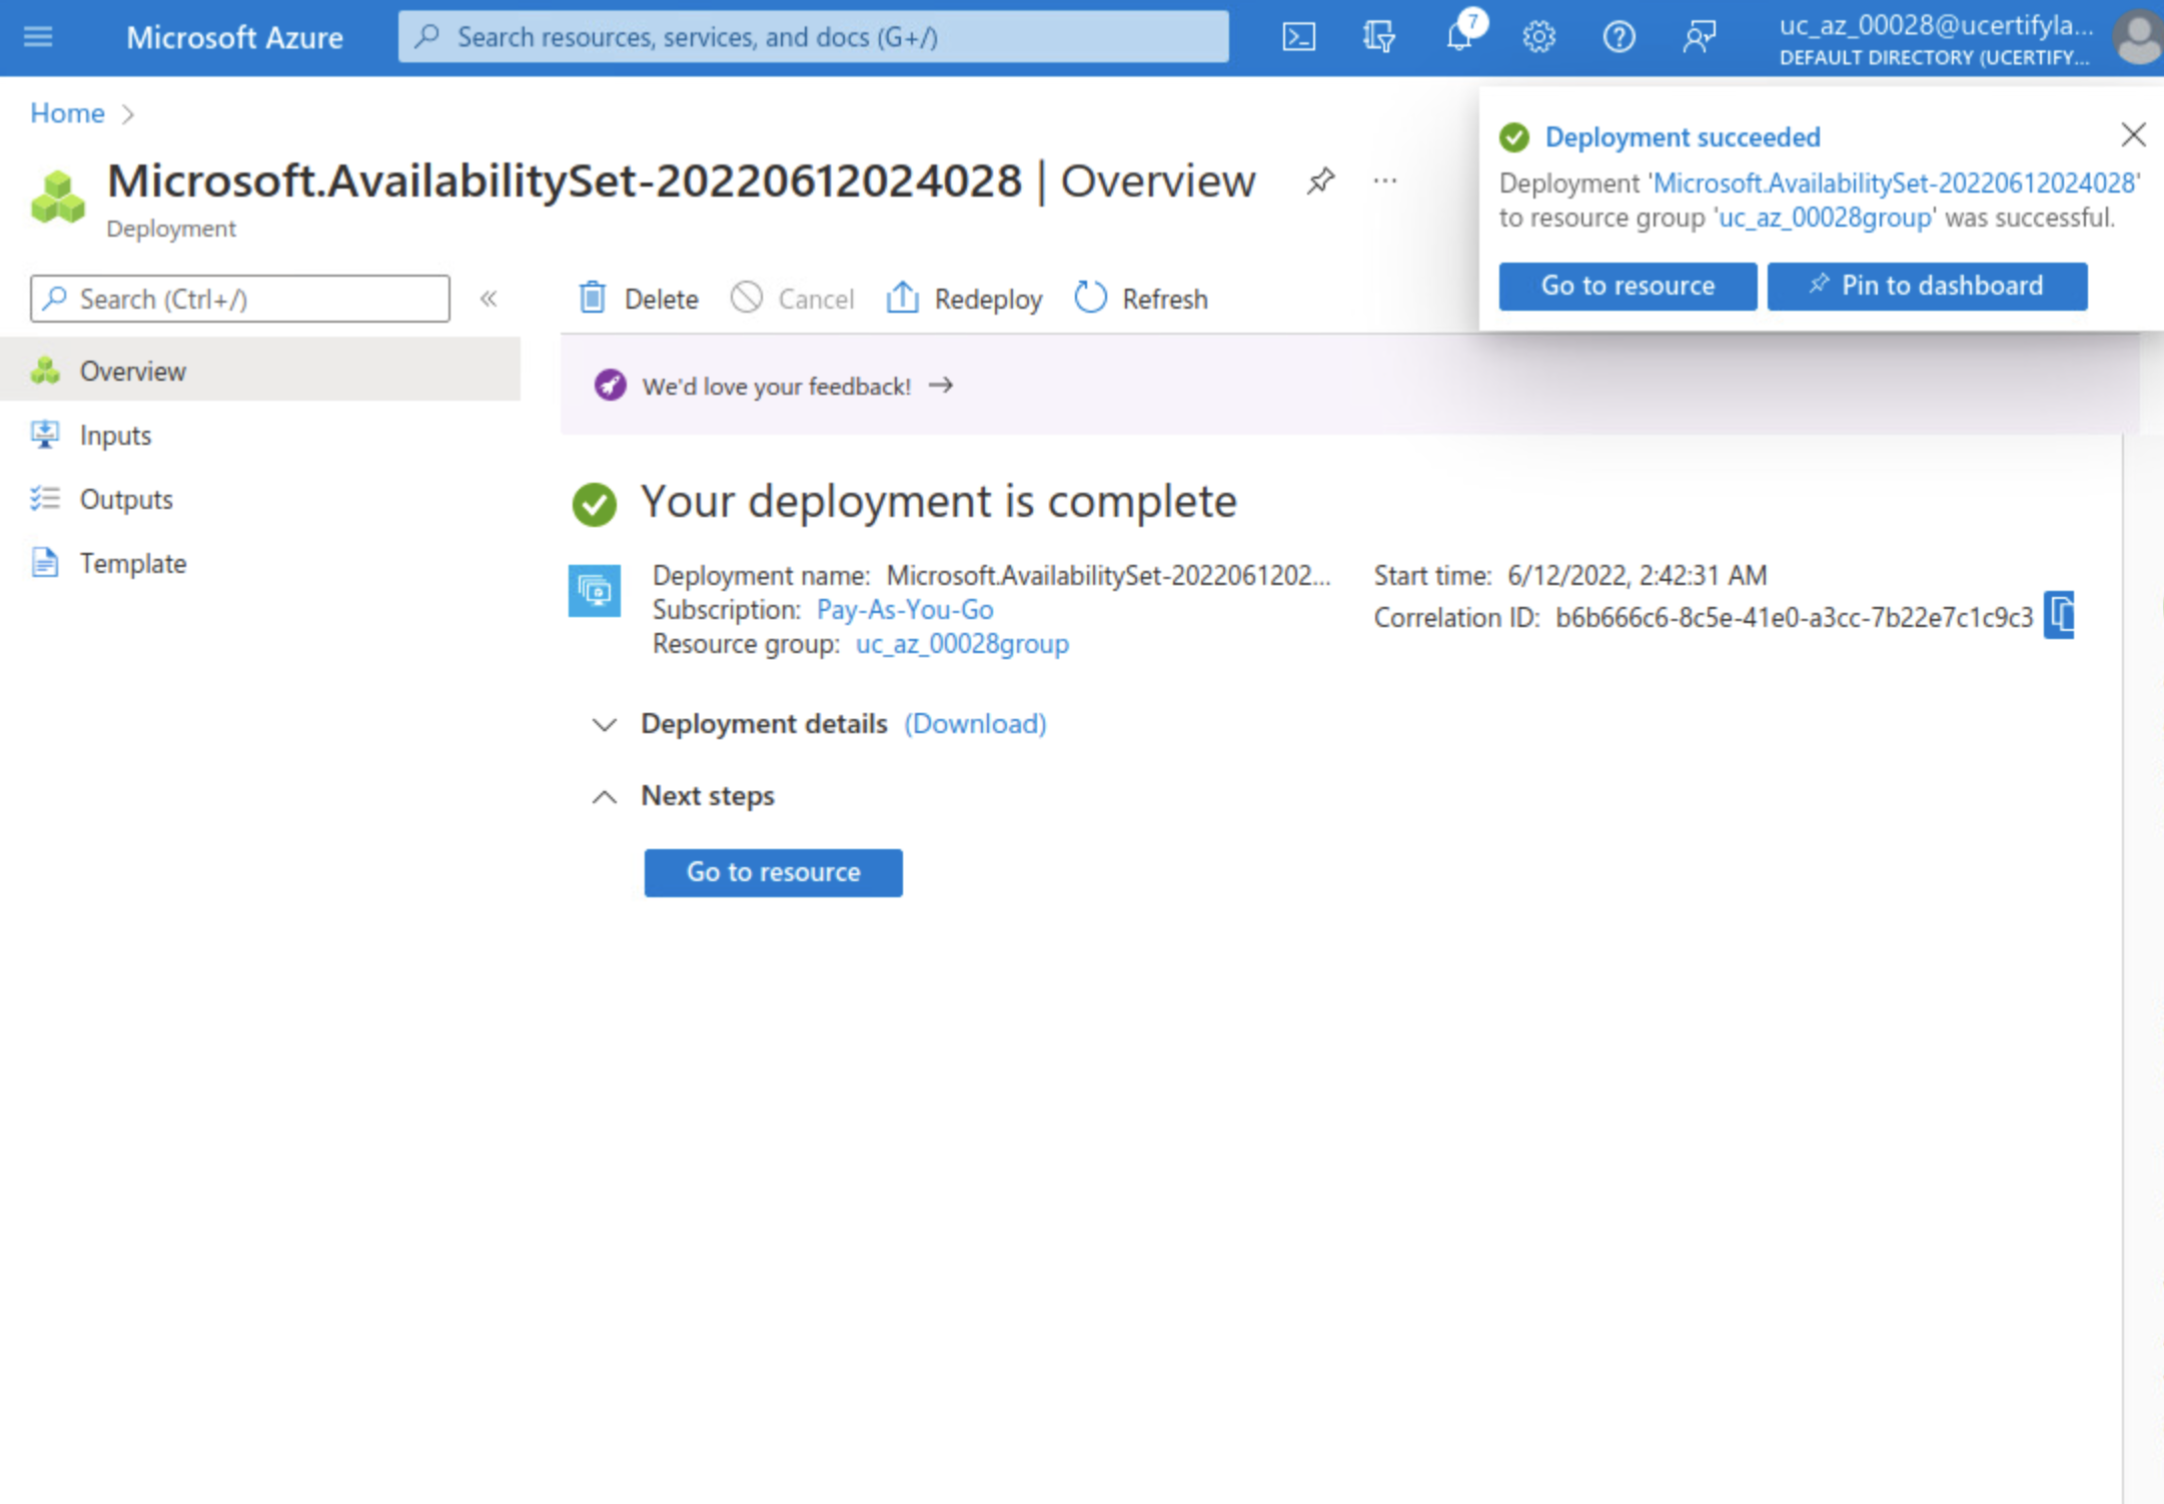 Microsoft Azure
Search resources, services, and docs (G+/)
7
uc_az_00028@ucertifyla...
DEFAULT DIRECTORY (UCERTIFY...
Home
Microsoft.AvailabilitySet-20220612024028 | Overview
...
Deployment
Deployment succeeded
Deployment 'Microsoft.AvailabilitySet-20220612024028'
to resource group 'uc_az_00028group' was successful.
Go to resource
Pin to dashboard
Search (Ctrl+/)
«
Delete
Cancel
Redeploy
Refresh
Overview
Inputs
Outputs
Template
We'd love your feedback! →
Your deployment is complete
Deployment name: Microsoft.AvailabilitySet-2022061202...
Subscription: Pay-As-You-Go
Resource group: uc_az_00028group
Start time: 6/12/2022, 2:42:31 AM
Correlation ID: b6b666c6-8c5e-41e0-a3cc-7b22e7c1c9c3
Deployment details (Download)
Next steps
Go to resource